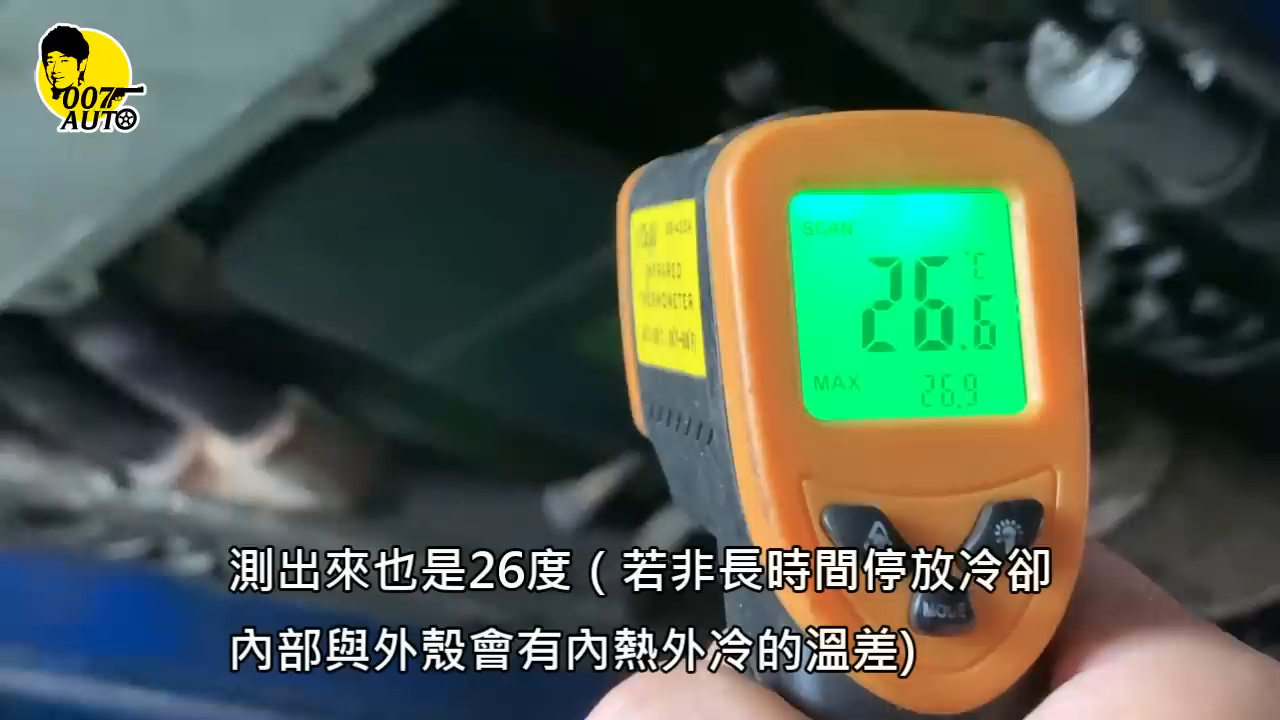 007
AUTO
INFRARED
THERMOMETER
SCAN
26.6 °C
MAX 26.9
MODE
測出來也是26度（若非長時間停放冷卻
內部與外殼會有內熱外冷的溫差)